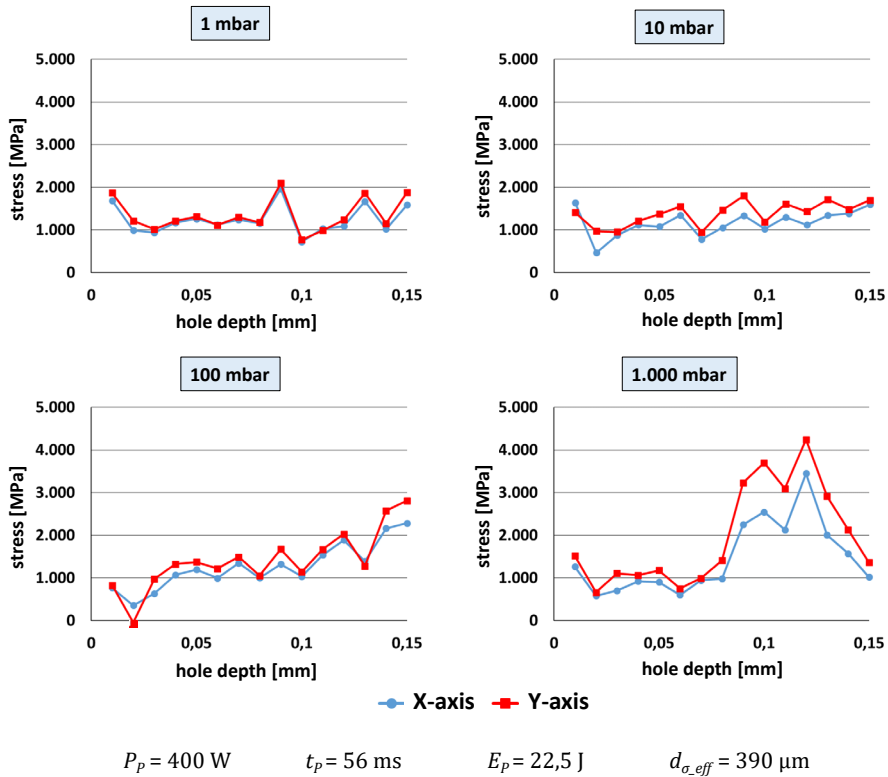 1 mbar
5.000
4.000
3.000
2.000
1.000
0
stress [MPa]
0
0,05
0,1
0,15
hole depth [mm]
10 mbar
5.000
4.000
3.000
2.000
1.000
0
stress [MPa]
0
0,05
0,1
0,15
hole depth [mm]
100 mbar
5.000
4.000
3.000
2.000
1.000
0
stress [MPa]
0
0,05
0,1
0,15
hole depth [mm]
1.000 mbar
5.000
4.000
3.000
2.000
1.000
0
stress [MPa]
0
0,05
0,1
0,15
hole depth [mm]
X-axis Y-axis
P_P = 400 W t_P = 56 ms E_P = 22,5 J d_σ_eff = 390 μm